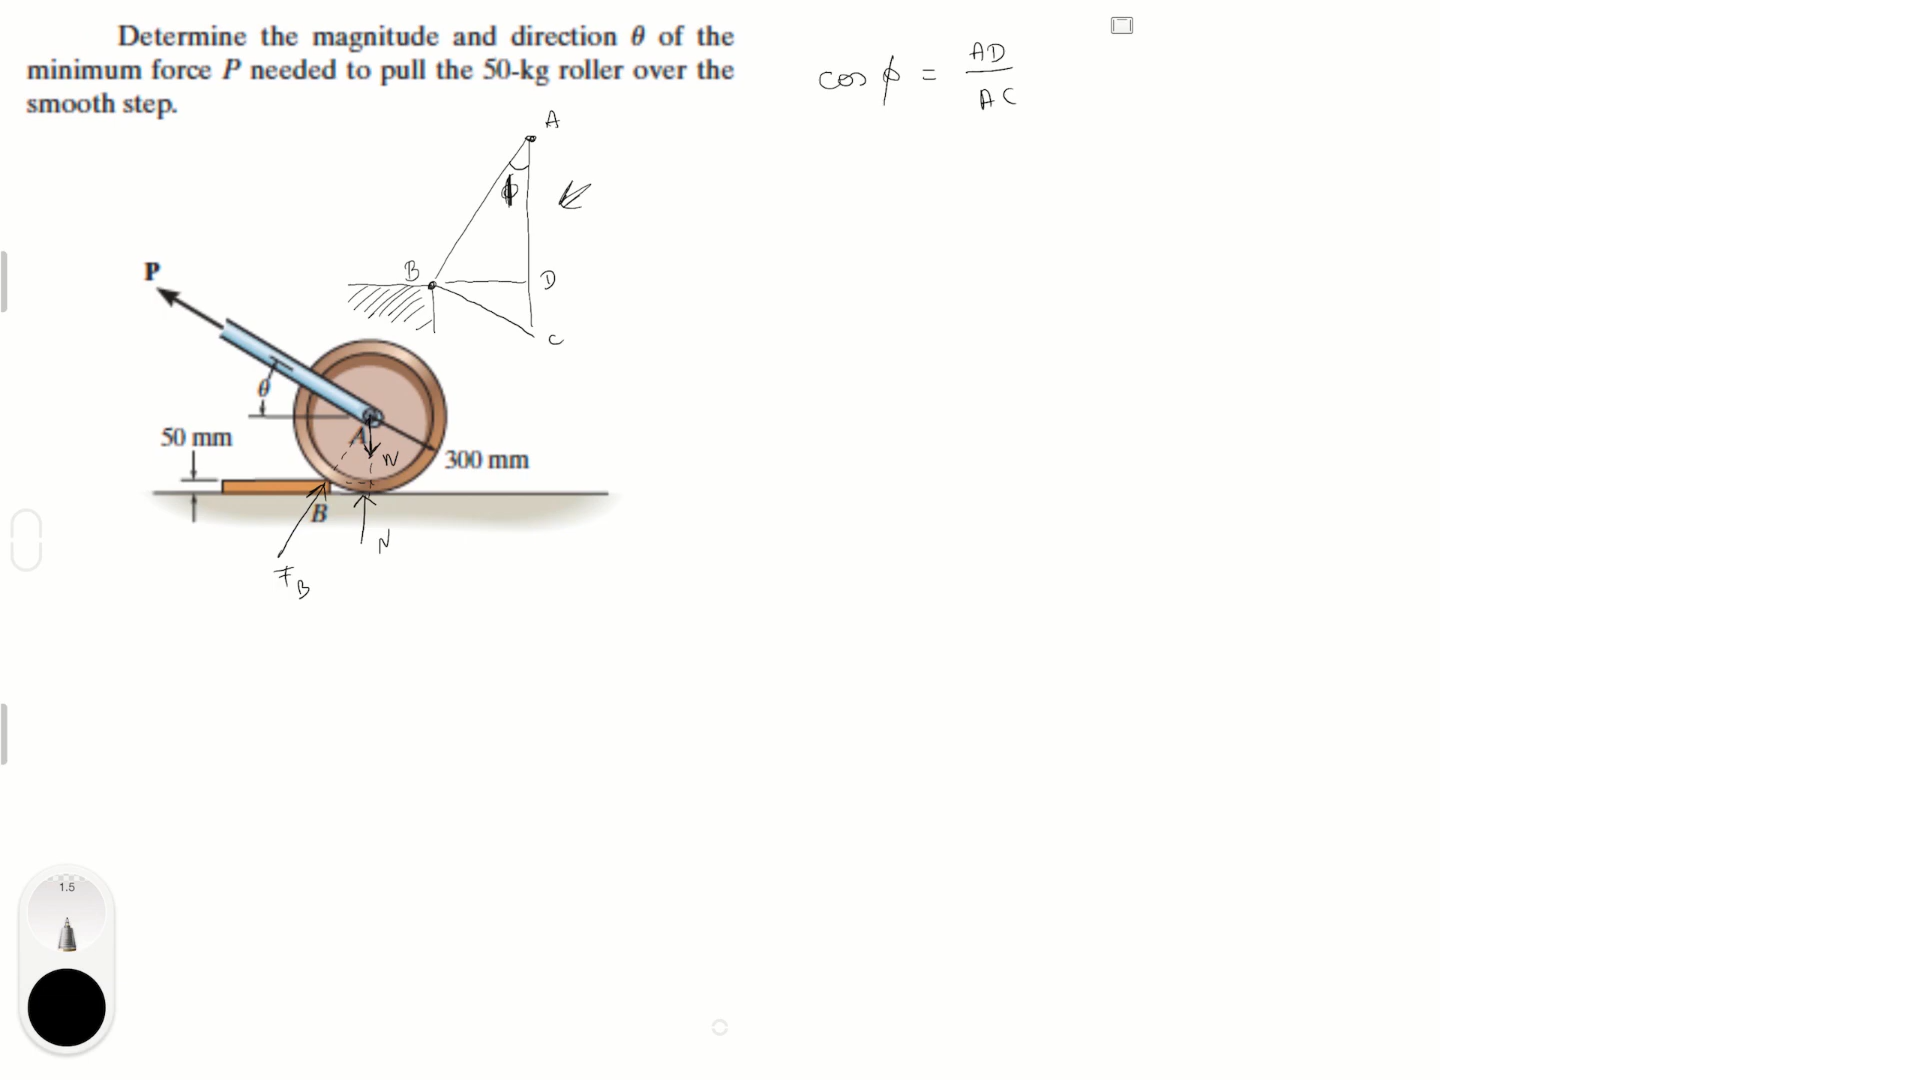 Determine the magnitude and direction θ of the
minimum force P needed to pull the 50-kg roller over the
smooth step.
cos ϕ = AD / AC
A
ϕ
B
D
C
P
θ
50 mm
A
W
300 mm
B
N
F_B
1.5